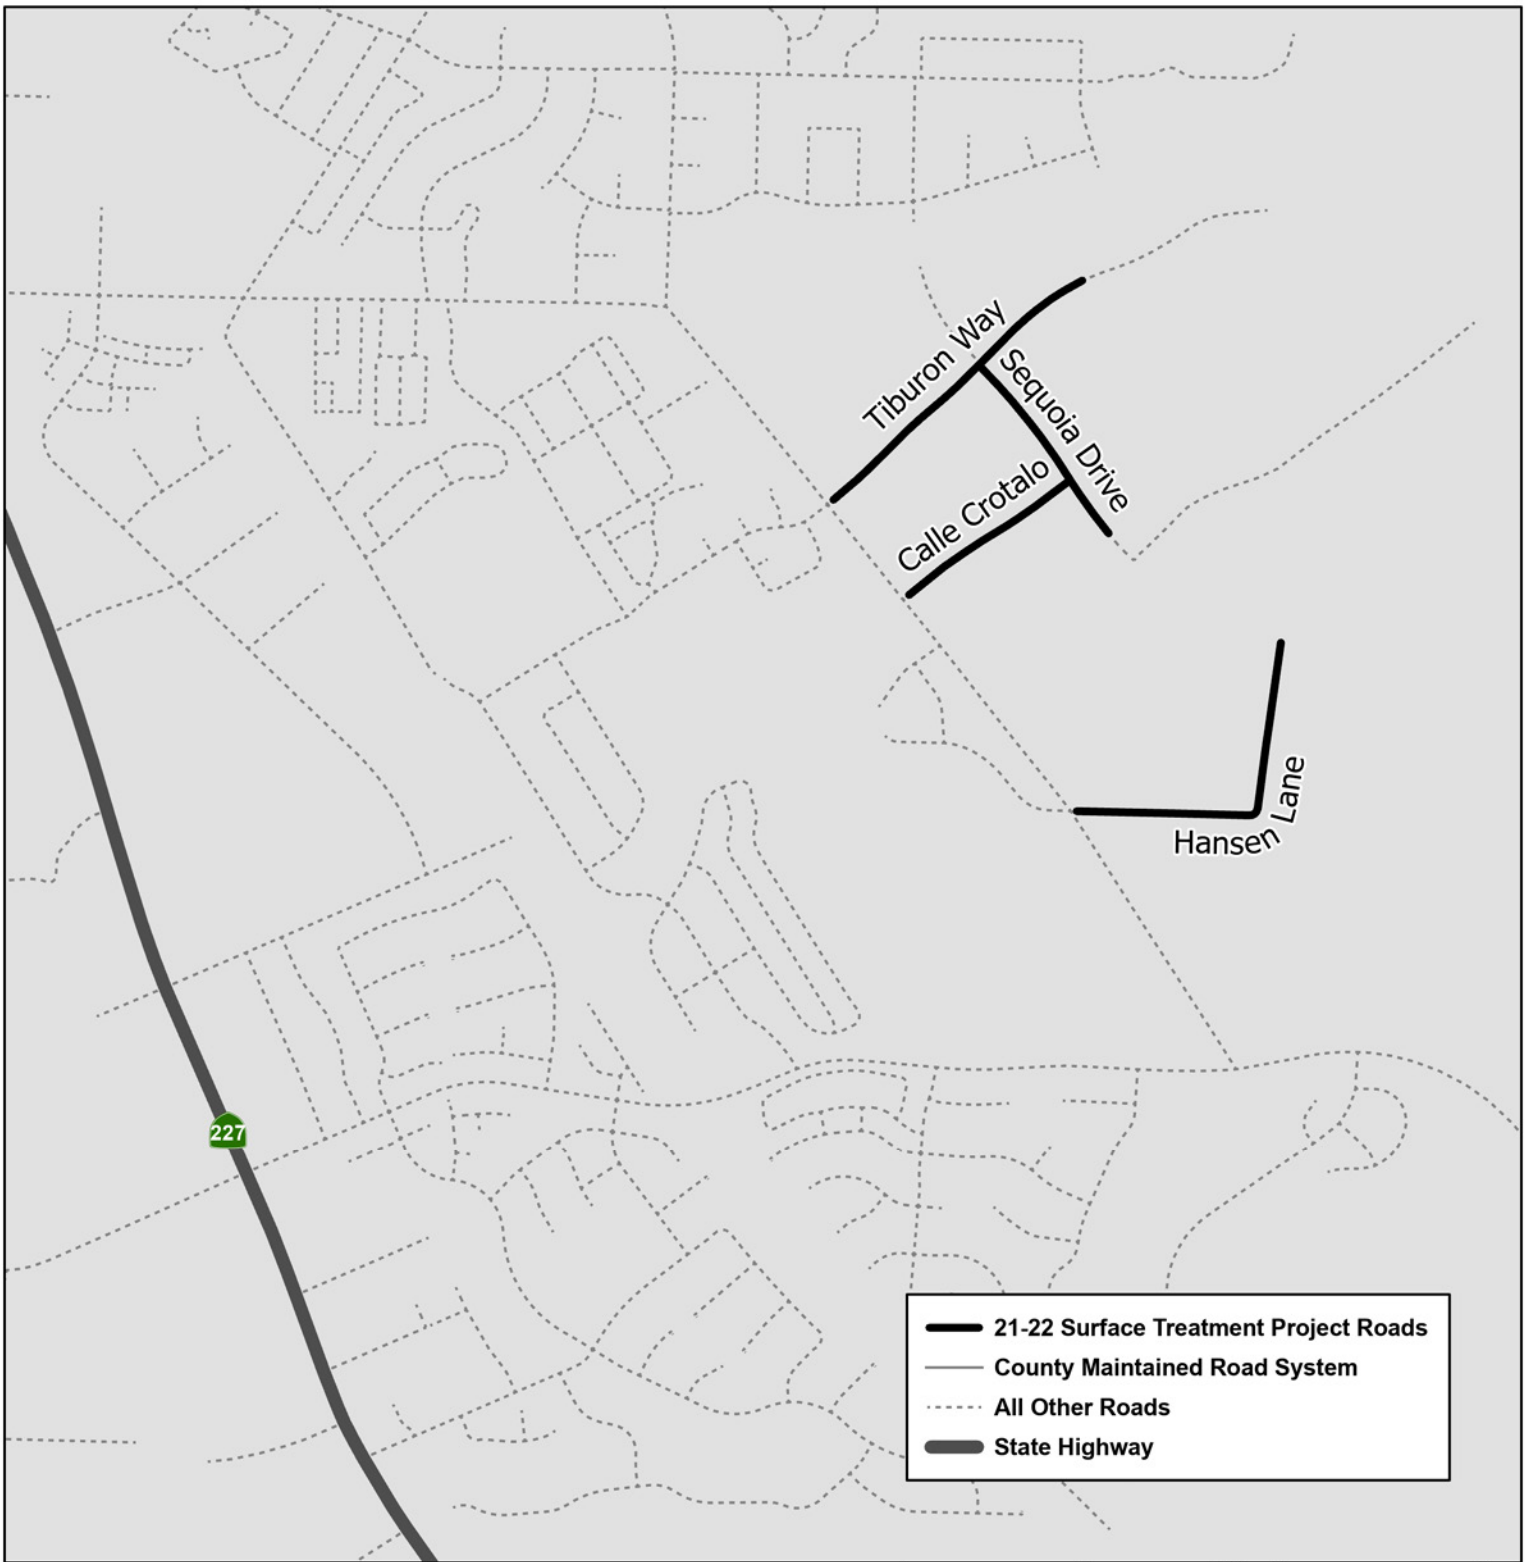 Tiburon Way
Sequoia Drive
Calle Crotalo
Hansen Lane
227
21-22 Surface Treatment Project Roads
County Maintained Road System
All Other Roads
State Highway